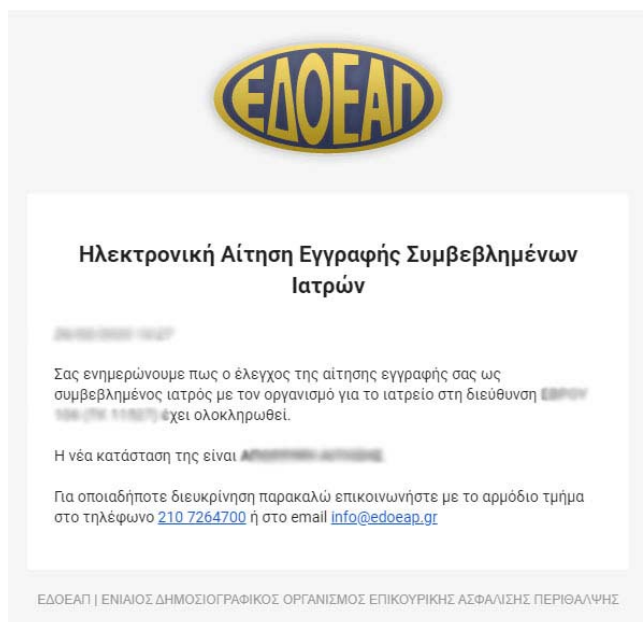 ΕΔΟΕΑΠ
Ηλεκτρονική Αίτηση Εγγραφής Συμβεβλημένων
Ιατρών
Σας ενημερώνουμε πως ο έλεγχος της αίτησης εγγραφής σας ως
συμβεβλημένος ιατρός με τον οργανισμό για το ιατρείο στη διεύθυνση
έχει ολοκληρωθεί.
Η νέα κατάσταση της είναι
Για οποιαδήποτε διευκρίνηση παρακαλώ επικοινωνήστε με το αρμόδιο τμήμα
στο τηλέφωνο 210 7264700 ή στο email info@edoeap.gr
ΕΔΟΕΑΠ | ΕΝΙΑΙΟΣ ΔΗΜΟΣΙΟΓΡΑΦΙΚΟΣ ΟΡΓΑΝΙΣΜΟΣ ΕΠΙΚΟΥΡΙΚΗΣ ΑΣΦΑΛΙΣΗΣ ΠΕΡΙΘΑΛΨΗΣ